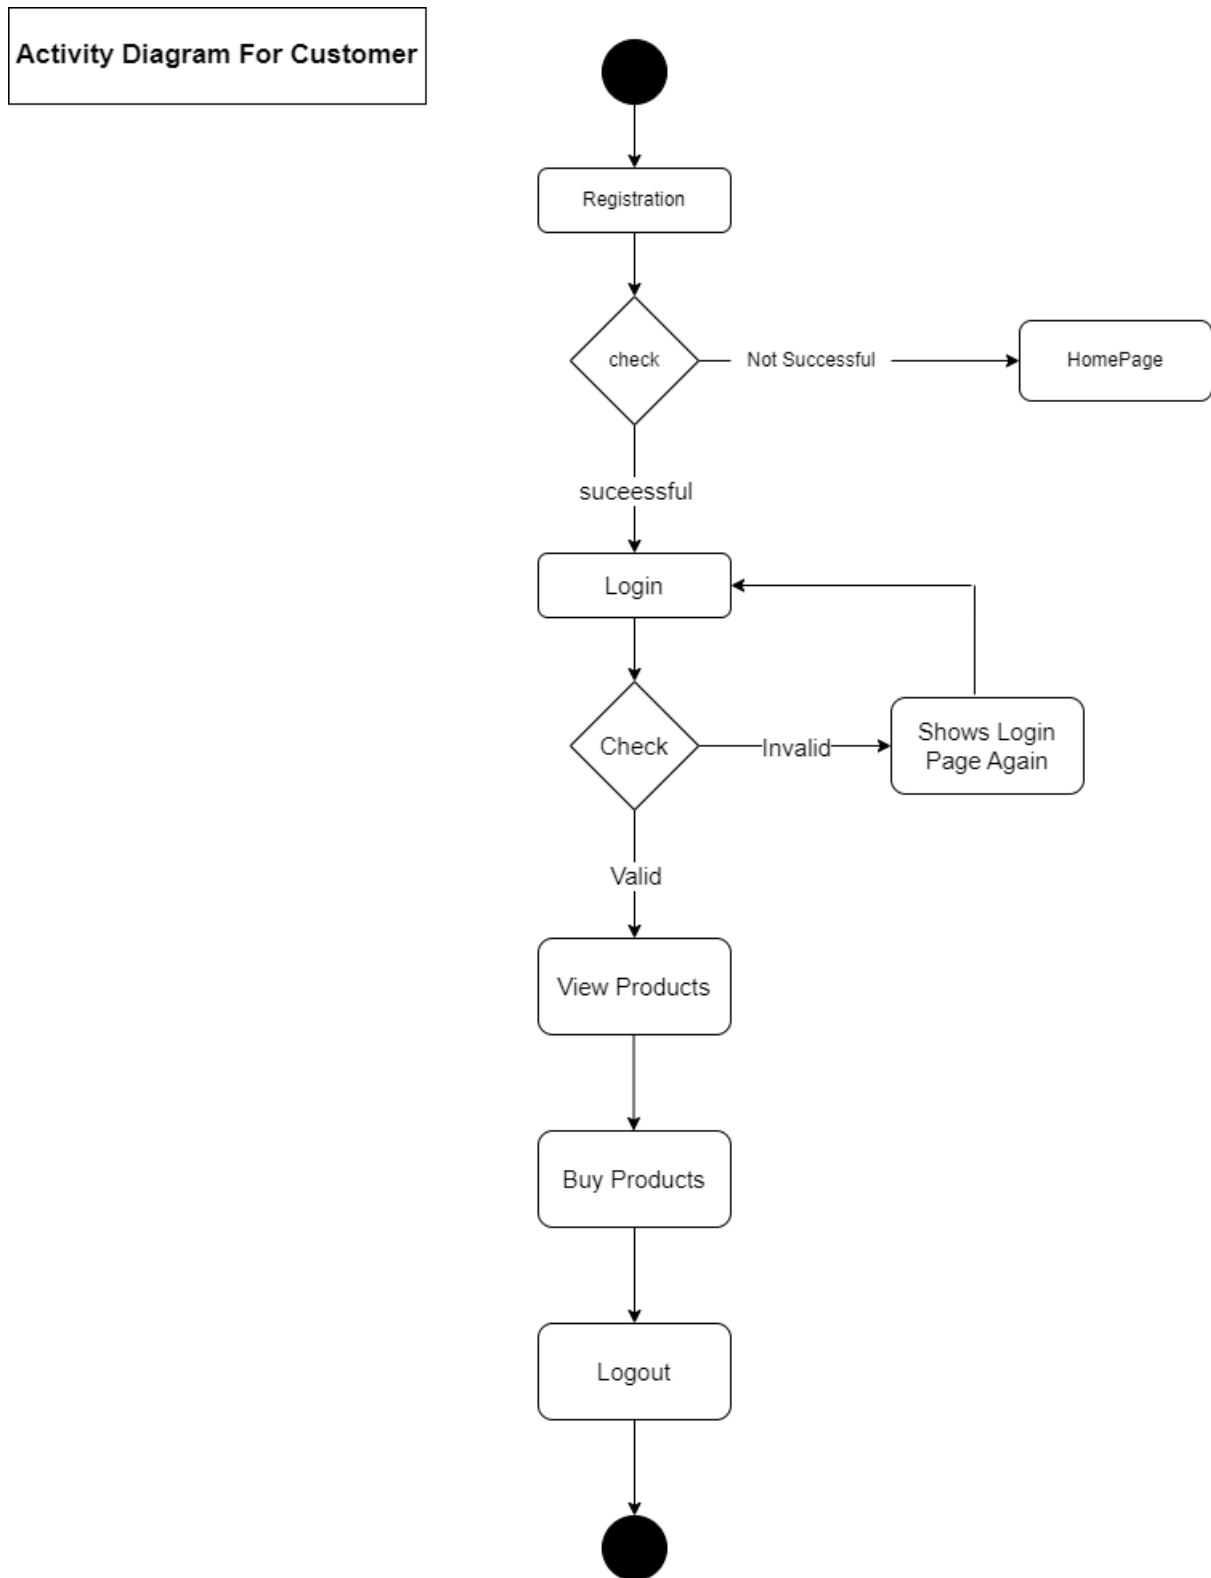 Activity Diagram For Customer
Registration
check
Not Successful
HomePage
suceessful
Login
Check
Invalid
Shows Login
Page Again
Valid
View Products
Buy Products
Logout